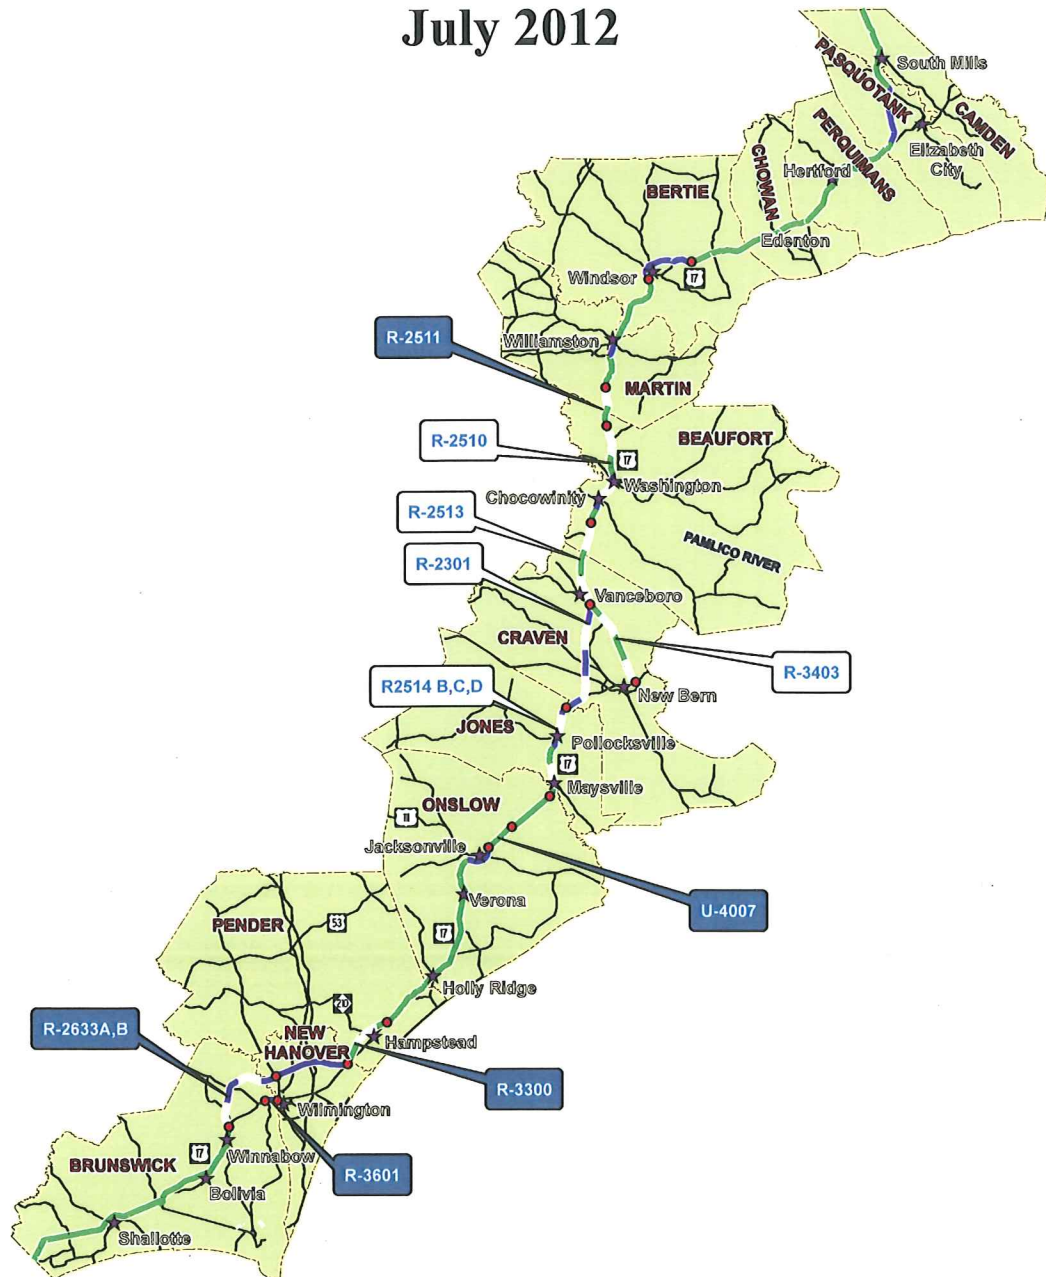 July 2012
South Mills
PASQUOTANK
CAMDEN
PERQUIMANS
Elizabeth
City
CHOWAN
Hertford
BERTIE
Edenton
Windsor
17
R-2511
Williamston
MARTIN
R-2510
BEAUFORT
17
Washington
Chocowinity
R-2513
PAMLICO RIVER
R-2301
Vanceboro
CRAVEN
R-3403
R2514 B,C,D
New Bern
JONES
Pollocksville
17
Maysville
ONSLOW
Jacksonville
U-4007
Verona
PENDER
53
17
Holly Ridge
210
R-2633A,B
NEW
HANOVER
Hampstead
R-3300
Wilmington
17
Winnabow
BRUNSWICK
R-3601
Bolivia
Shallotte